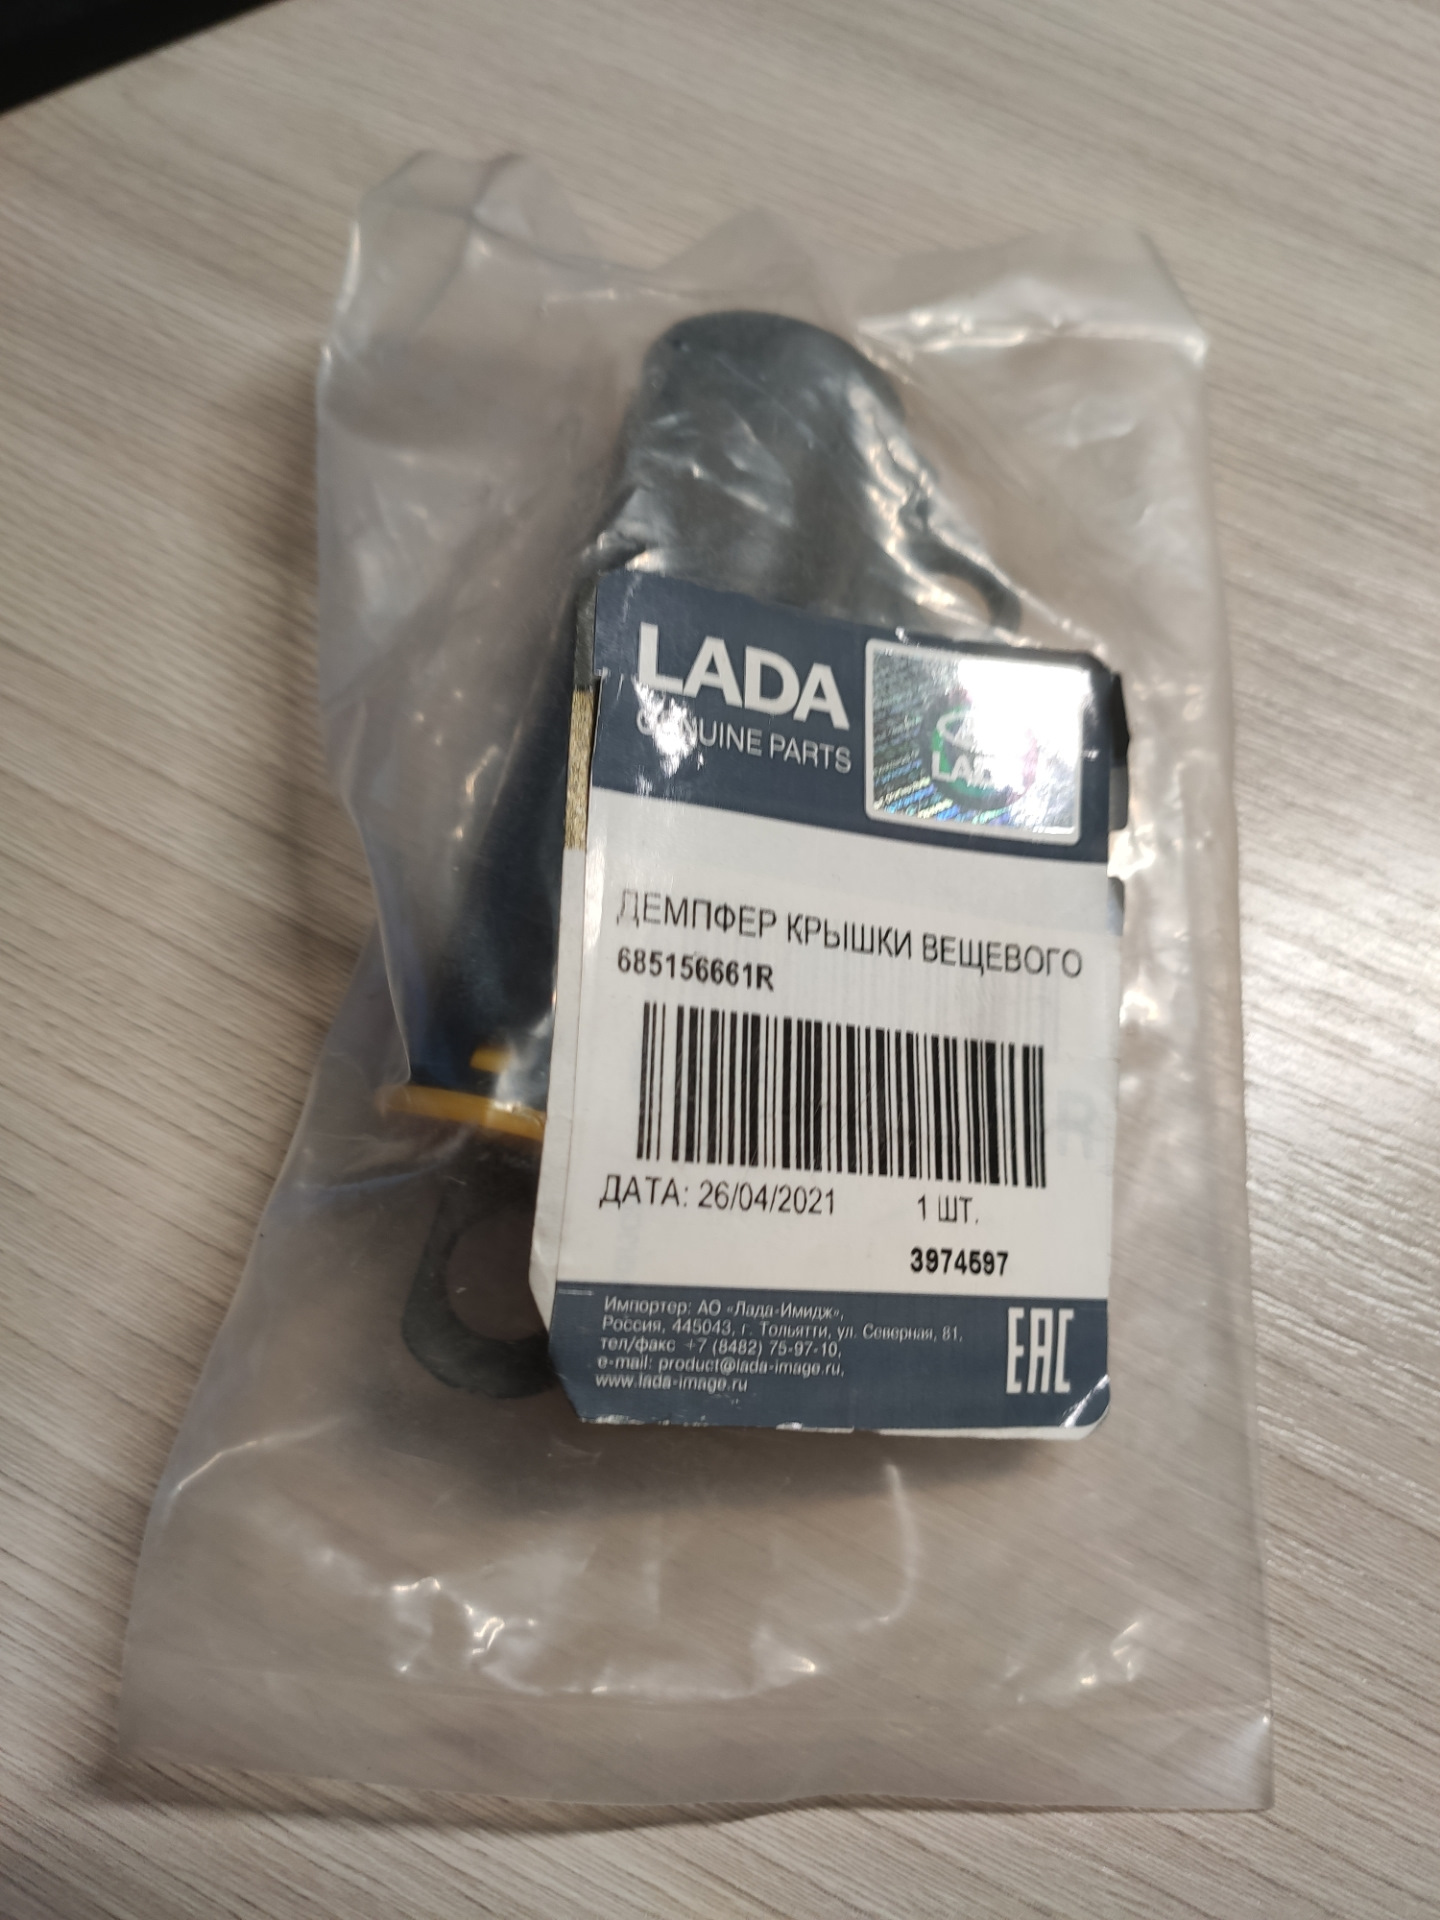 LADA
GENUINE PARTS
LADA
ДЕМПФЕР КРЫШКИ ВЕЩЕВОГО
685156661R
ДАТА: 26/04/2021 1 ШТ.
3974597
Импортер: АО «Лада-Имидж»,
Россия, 445043, г. Тольятти, ул. Северная, 81,
тел/факс +7 (8482) 75-97-10,
e-mail: product@lada-image.ru,
www.lada-image.ru
EAC